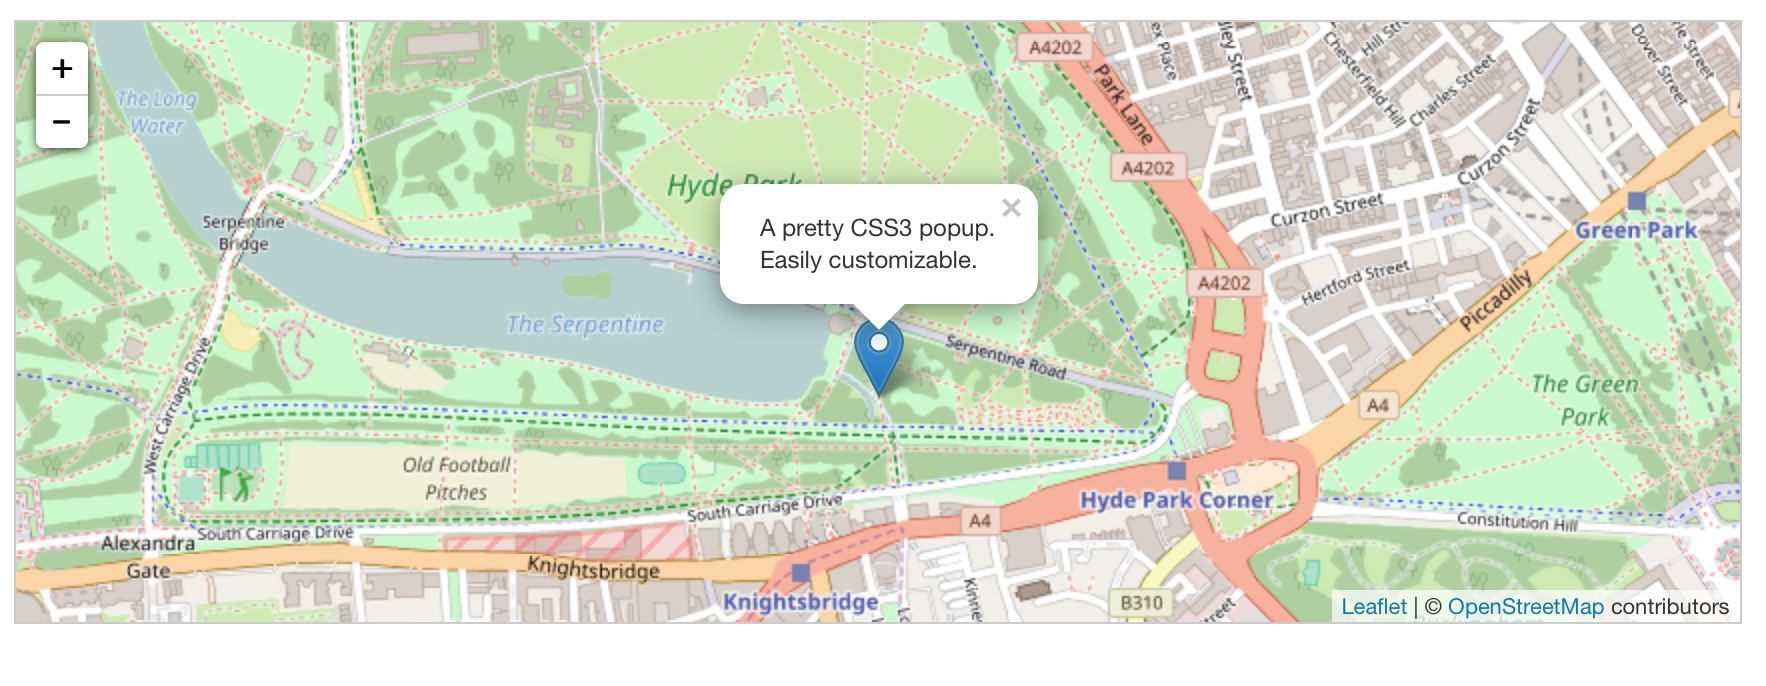 +
−
The Long
Water
A4202
Park Lane
Chesterfield Hill
Charles Street
Dover Street
A4202
Curzon Street
Hyde Park
Serpentine
Bridge
Curzon Street
Green Park
A pretty CSS3 popup.
Easily customizable.
×
A4202
Hertford Street
Piccadilly
The Serpentine
West Carriage Drive
Serpentine Road
The Green
Park
A4
Old Football
Pitches
Hyde Park Corner
South Carriage Drive
A4
Constitution Hill
South Carriage Drive
Alexandra
Gate
Knightsbridge
Knightsbridge
B310
Leaflet | © OpenStreetMap contributors